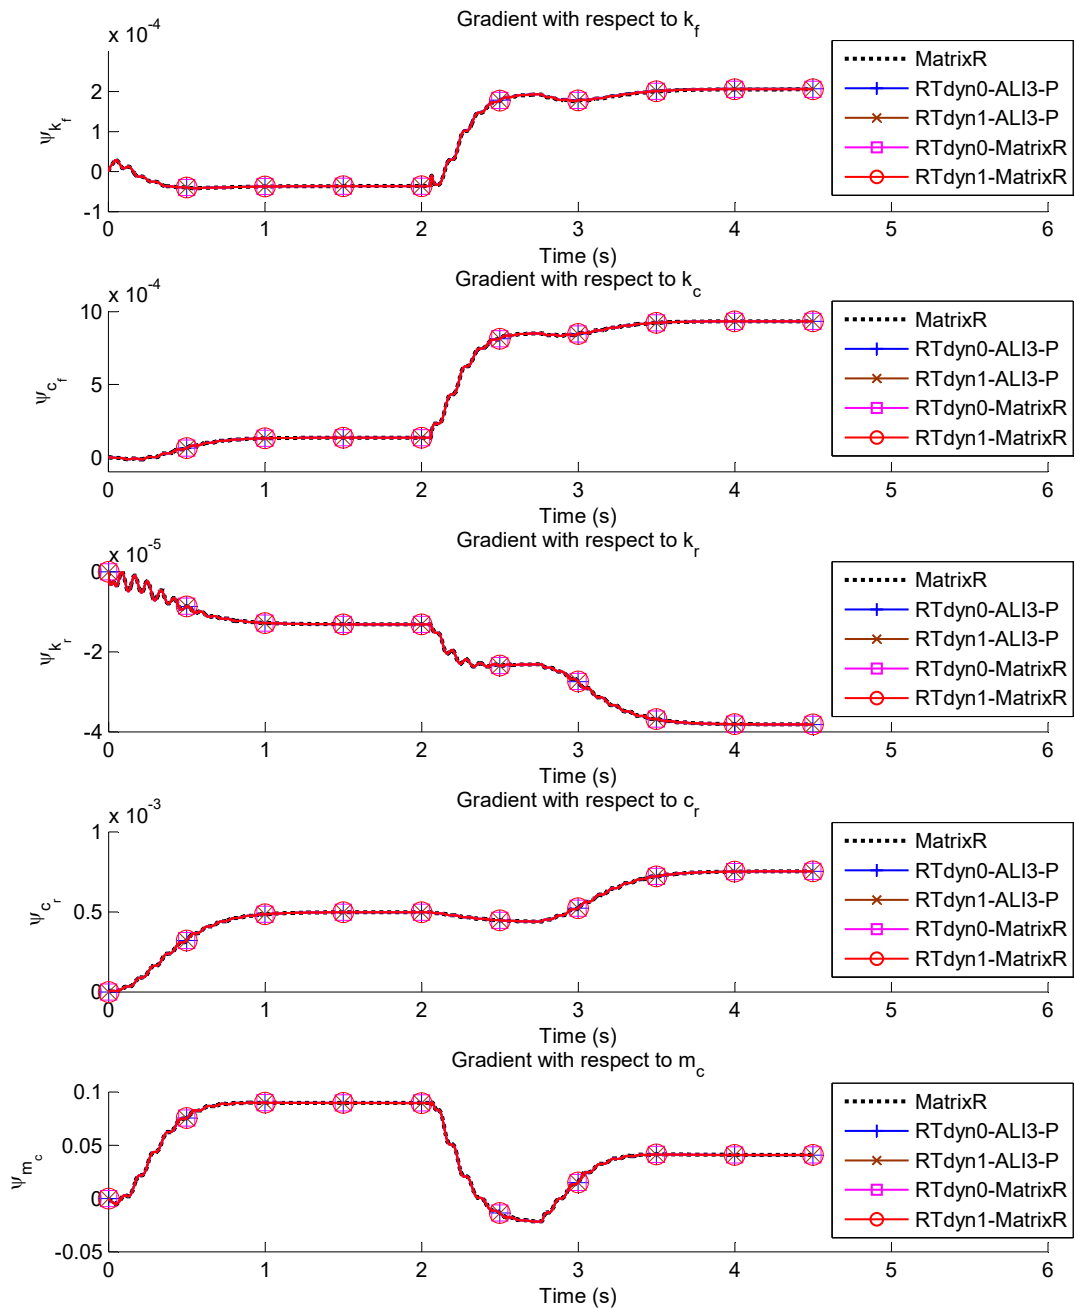 Gradient with respect to k_f
x 10^-4
ψ_k_f
2
1
0
-1
0 1 2 3 4 5 6
Time (s)
MatrixR
RTdyn0-ALI3-P
RTdyn1-ALI3-P
RTdyn0-MatrixR
RTdyn1-MatrixR
Gradient with respect to k_c
x 10^-4
ψ_c_f
10
5
0
0 1 2 3 4 5 6
Time (s)
MatrixR
RTdyn0-ALI3-P
RTdyn1-ALI3-P
RTdyn0-MatrixR
RTdyn1-MatrixR
Gradient with respect to k_r
x 10^-5
ψ_k_r
0
-2
-4
0 1 2 3 4 5 6
Time (s)
MatrixR
RTdyn0-ALI3-P
RTdyn1-ALI3-P
RTdyn0-MatrixR
RTdyn1-MatrixR
Gradient with respect to c_r
x 10^-3
ψ_c_r
1
0.5
0
0 1 2 3 4 5 6
Time (s)
MatrixR
RTdyn0-ALI3-P
RTdyn1-ALI3-P
RTdyn0-MatrixR
RTdyn1-MatrixR
Gradient with respect to m_c
ψ_m_c
0.1
0.05
0
-0.05
0 1 2 3 4 5 6
Time (s)
MatrixR
RTdyn0-ALI3-P
RTdyn1-ALI3-P
RTdyn0-MatrixR
RTdyn1-MatrixR